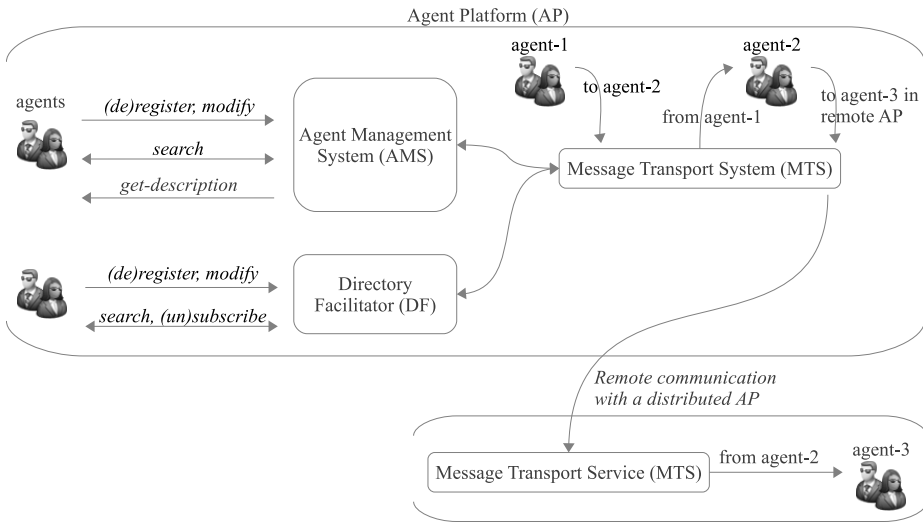 Agent Platform (AP)
agent-1
agent-2
to agent-2
from agent-1
to agent-3 in
remote AP
agents
(de)register, modify
search
get-description
Agent Management
System (AMS)
Message Transport System (MTS)
(de)register, modify
search, (un)subscribe
Directory
Facilitator (DF)
Remote communication
with a distributed AP
Message Transport Service (MTS)
from agent-2
agent-3